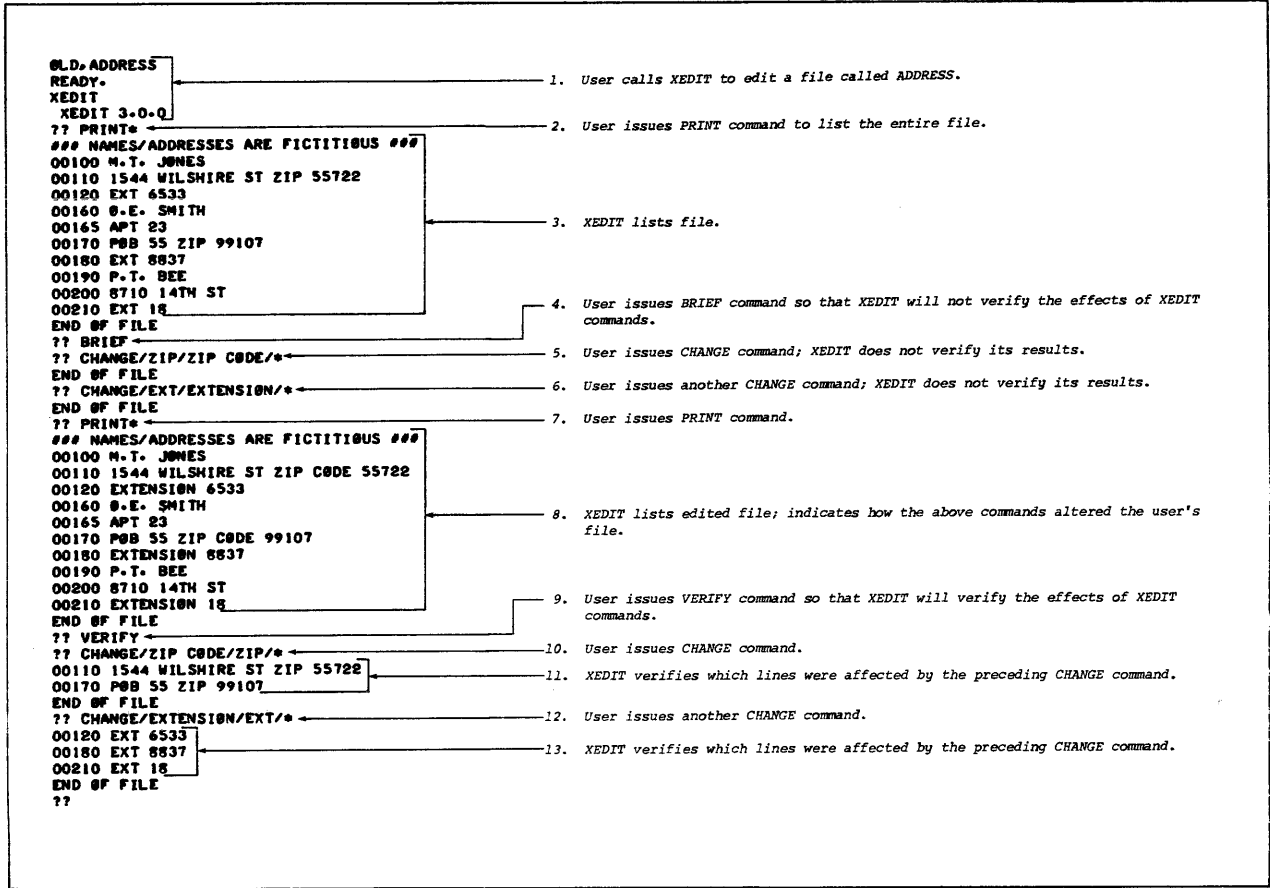 OLD,ADDRESS
READY.
XEDIT
XEDIT 3.0.0
?? PRINT*
### NAMES/ADDRESSES ARE FICTITIOUS ###
00100 M.T. JONES
00110 1544 WILSHIRE ST ZIP 55722
00120 EXT 6533
00160 O.E. SMITH
00165 APT 23
00170 POB 55 ZIP 99107
00180 EXT 8837
00190 P.T. BEE
00200 8710 14TH ST
00210 EXT 18
END OF FILE
?? BRIEF
?? CHANGE/ZIP/ZIP CODE/*
END OF FILE
?? CHANGE/EXT/EXTENSION/*
END OF FILE
?? PRINT*
### NAMES/ADDRESSES ARE FICTITIOUS ###
00100 M.T. JONES
00110 1544 WILSHIRE ST ZIP CODE 55722
00120 EXTENSION 6533
00160 O.E. SMITH
00165 APT 23
00170 POB 55 ZIP CODE 99107
00180 EXTENSION 8837
00190 P.T. BEE
00200 8710 14TH ST
00210 EXTENSION 18
END OF FILE
?? VERIFY
?? CHANGE/ZIP CODE/ZIP/*
00110 1544 WILSHIRE ST ZIP 55722
00170 POB 55 ZIP 99107
END OF FILE
?? CHANGE/EXTENSION/EXT/*
00120 EXT 6533
00180 EXT 8837
00210 EXT 18
END OF FILE
??
1. User calls XEDIT to edit a file called ADDRESS.
2. User issues PRINT command to list the entire file.
3. XEDIT lists file.
4. User issues BRIEF command so that XEDIT will not verify the effects of XEDIT
commands.
5. User issues CHANGE command; XEDIT does not verify its results.
6. User issues another CHANGE command; XEDIT does not verify its results.
7. User issues PRINT command.
8. XEDIT lists edited file; indicates how the above commands altered the user's
file.
9. User issues VERIFY command so that XEDIT will verify the effects of XEDIT
commands.
10. User issues CHANGE command.
11. XEDIT verifies which lines were affected by the preceding CHANGE command.
12. User issues another CHANGE command.
13. XEDIT verifies which lines were affected by the preceding CHANGE command.